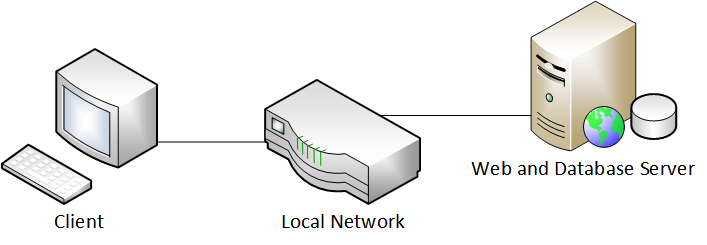 Client
Local Network
Web and Database Server